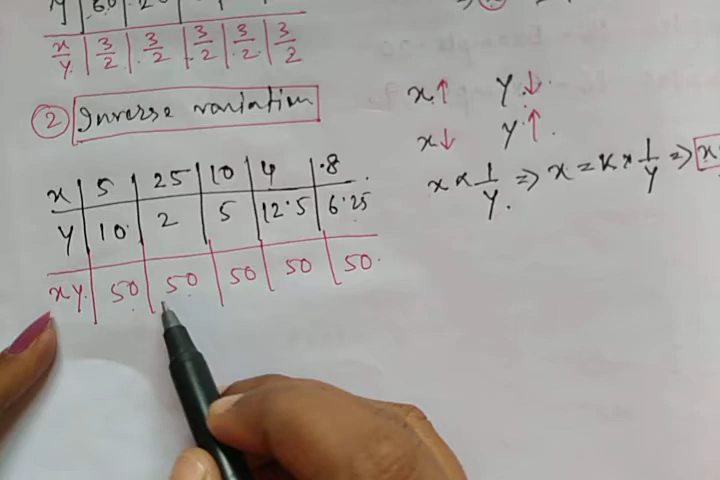 x/y | 3/2 | 3/2 | 3/2 | 3/2 | 3/2
② Inverse variation
x | 5 | 25 | 10 | 4 | .8
y | 10 | 2 | 5 | 12.5 | 6.25
xy | 50 | 50 | 50 | 50 | 50
x↑ y↓
x↓ y↑
x ∝ 1/y ⇒ x = K × 1/y ⇒ x